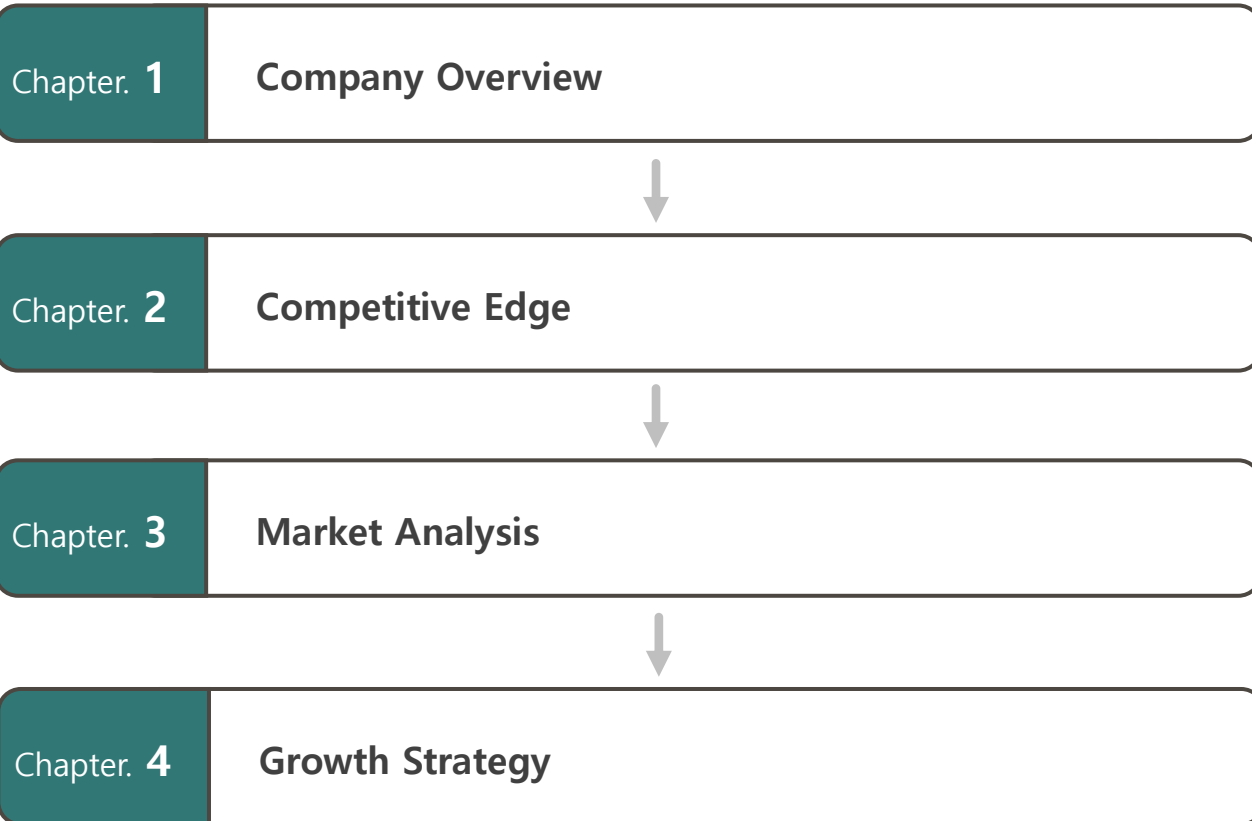 Chapter. 1 Company Overview
Chapter. 2 Competitive Edge
Chapter. 3 Market Analysis
Chapter. 4 Growth Strategy